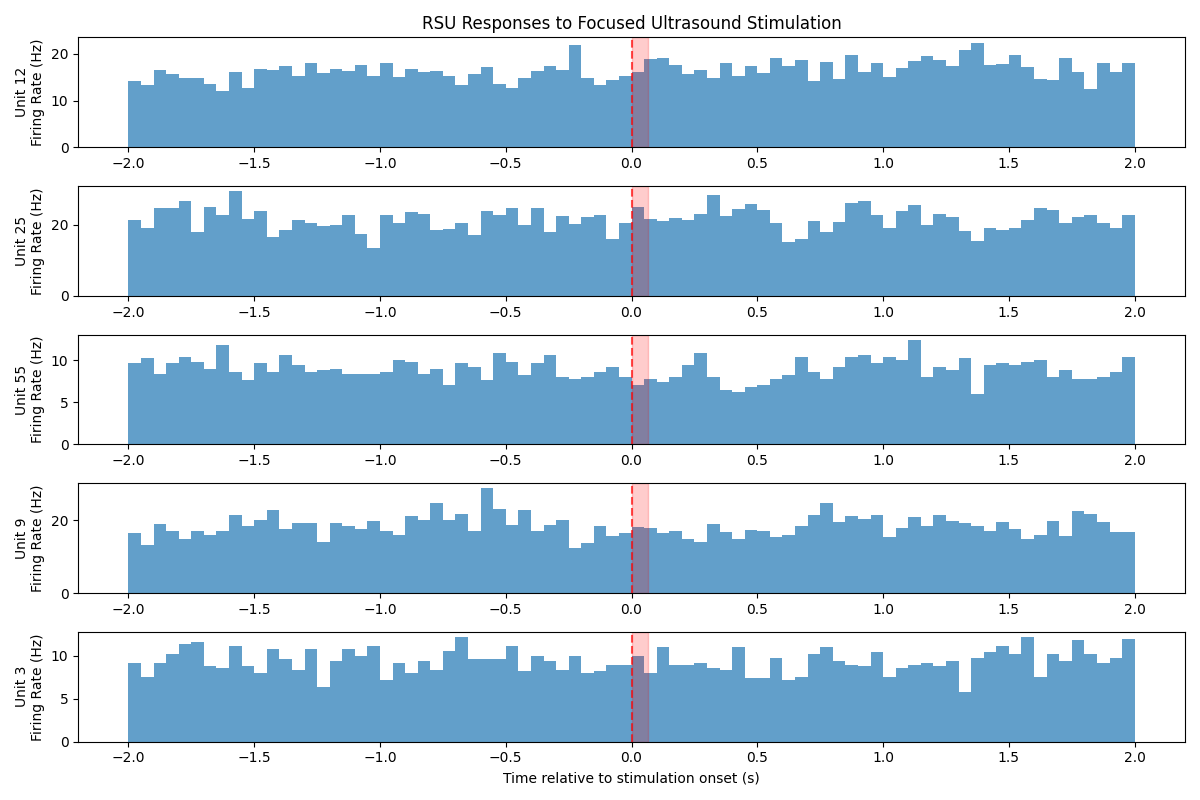 RSU Responses to Focused Ultrasound Stimulation
Unit 12
Firing Rate (Hz)
20
10
0
−2.0 −1.5 −1.0 −0.5 0.0 0.5 1.0 1.5 2.0
Unit 25
Firing Rate (Hz)
20
0
−2.0 −1.5 −1.0 −0.5 0.0 0.5 1.0 1.5 2.0
Unit 55
Firing Rate (Hz)
10
5
0
−2.0 −1.5 −1.0 −0.5 0.0 0.5 1.0 1.5 2.0
Unit 9
Firing Rate (Hz)
20
0
−2.0 −1.5 −1.0 −0.5 0.0 0.5 1.0 1.5 2.0
Unit 3
Firing Rate (Hz)
10
5
0
−2.0 −1.5 −1.0 −0.5 0.0 0.5 1.0 1.5 2.0
Time relative to stimulation onset (s)